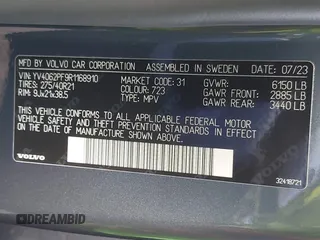 MFD BY: VOLVO CAR CORPORATION ASSEMBLED IN SWEDEN 07/23
VIN: YV4062PF9R1168910 MARKET CODE: 31 GVWR: 6150 LB
TIRES: 275/40R21 COLOUR: 723 GAWR FRONT: 2885 LB
RIM: 9Jx21x38.5 TYPE: MPV GAWR REAR: 3440 LB
THIS VEHICLE CONFORMS TO ALL APPLICABLE FEDERAL MOTOR
VEHICLE SAFETY AND THEFT PREVENTION STANDARDS IN EFFECT
ON THE DATE OF MANUFACTURE SHOWN ABOVE.
VOLVO 32418721
DREAMBID